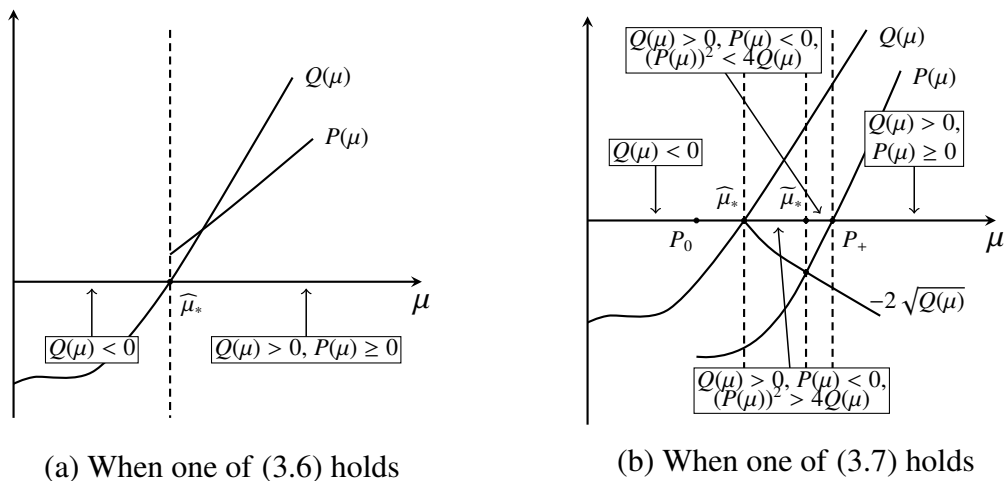 Q(μ)
P(μ)
μ
μ̂*
Q(μ) < 0
Q(μ) > 0, P(μ) ≥ 0
(a) When one of (3.6) holds
Q(μ) > 0, P(μ) < 0,
(P(μ))² < 4Q(μ)
Q(μ)
P(μ)
Q(μ) < 0
Q(μ) > 0,
P(μ) ≥ 0
μ̂*
μ̃*
P₀
P₊
μ
−2√Q(μ)
Q(μ) > 0, P(μ) < 0,
(P(μ))² > 4Q(μ)
(b) When one of (3.7) holds